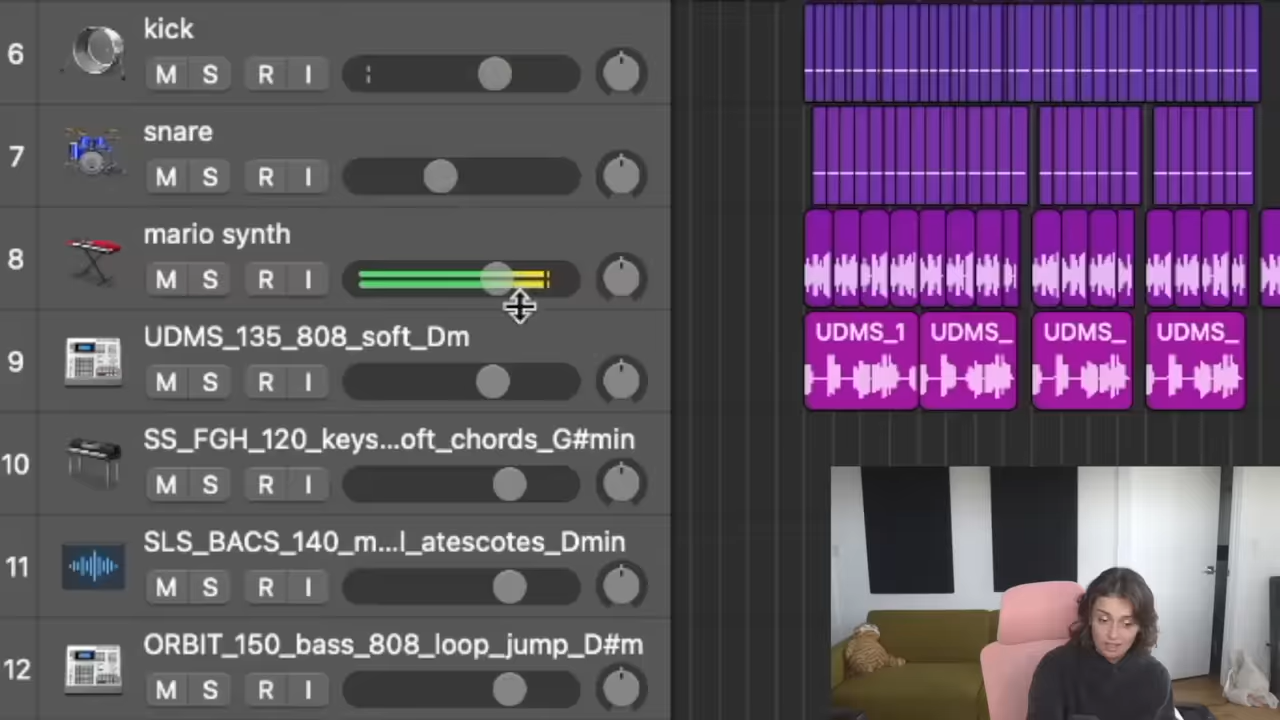 6
kick
M S R I
7
snare
M S R I
8
mario synth
M S R I
9
UDMS_135_808_soft_Dm
M S R I
UDMS_1 UDMS_ UDMS_ UDMS_
10
SS_FGH_120_keys...oft_chords_G#min
M S R I
11
SLS_BACS_140_m...l_atescotes_Dmin
M S R I
12
ORBIT_150_bass_808_loop_jump_D#m
M S R I